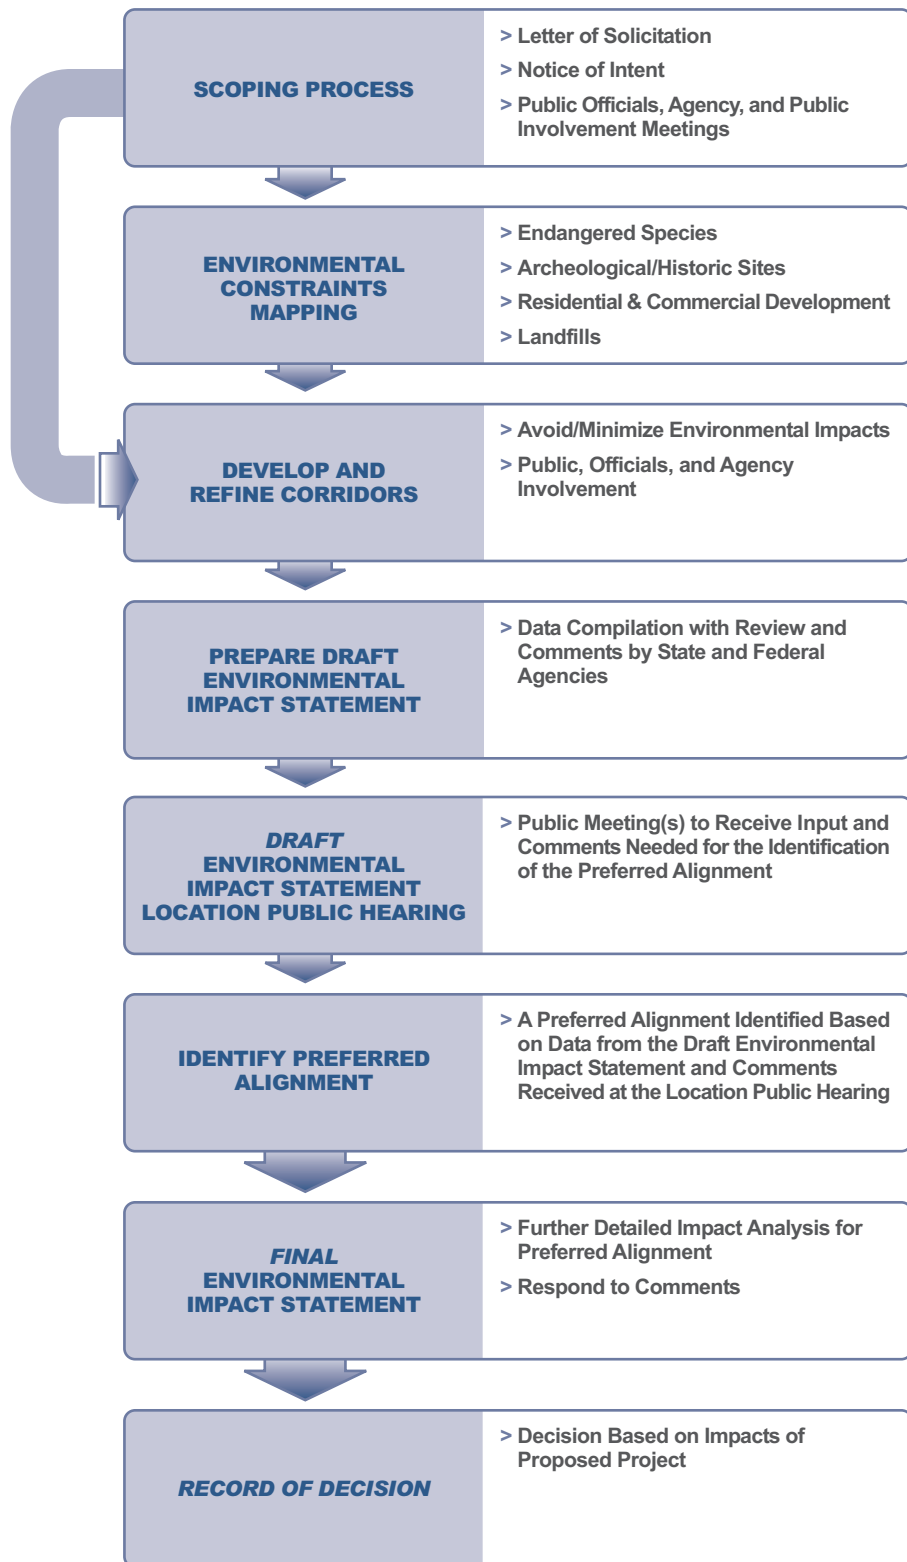 SCOPING PROCESS
> Letter of Solicitation
> Notice of Intent
> Public Officials, Agency, and Public
Involvement Meetings
ENVIRONMENTAL
CONSTRAINTS
MAPPING
> Endangered Species
> Archeological/Historic Sites
> Residential & Commercial Development
> Landfills
DEVELOP AND
REFINE CORRIDORS
> Avoid/Minimize Environmental Impacts
> Public, Officials, and Agency
Involvement
PREPARE DRAFT
ENVIRONMENTAL
IMPACT STATEMENT
> Data Compilation with Review and
Comments by State and Federal
Agencies
DRAFT
ENVIRONMENTAL
IMPACT STATEMENT
LOCATION PUBLIC HEARING
> Public Meeting(s) to Receive Input and
Comments Needed for the Identification
of the Preferred Alignment
IDENTIFY PREFERRED
ALIGNMENT
> A Preferred Alignment Identified Based
on Data from the Draft Environmental
Impact Statement and Comments
Received at the Location Public Hearing
FINAL
ENVIRONMENTAL
IMPACT STATEMENT
> Further Detailed Impact Analysis for
Preferred Alignment
> Respond to Comments
RECORD OF DECISION
> Decision Based on Impacts of
Proposed Project